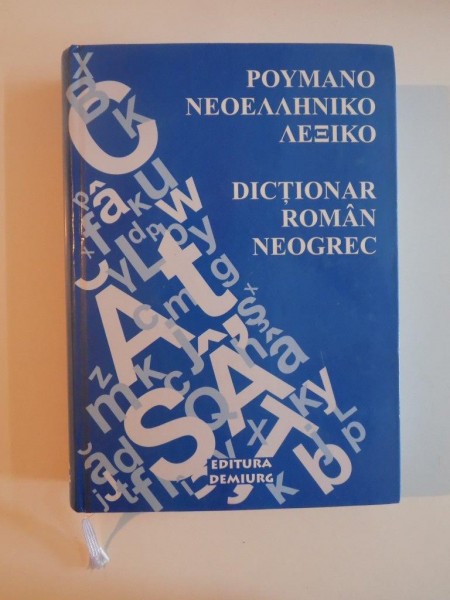 ΡΟΥΜΑΝΟ
ΝΕΟΕΛΛΗΝΙΚΟ
ΛΕΞΙΚΟ
DICȚIONAR
ROMÂN
NEOGREC
EDITURA
DEMIURG